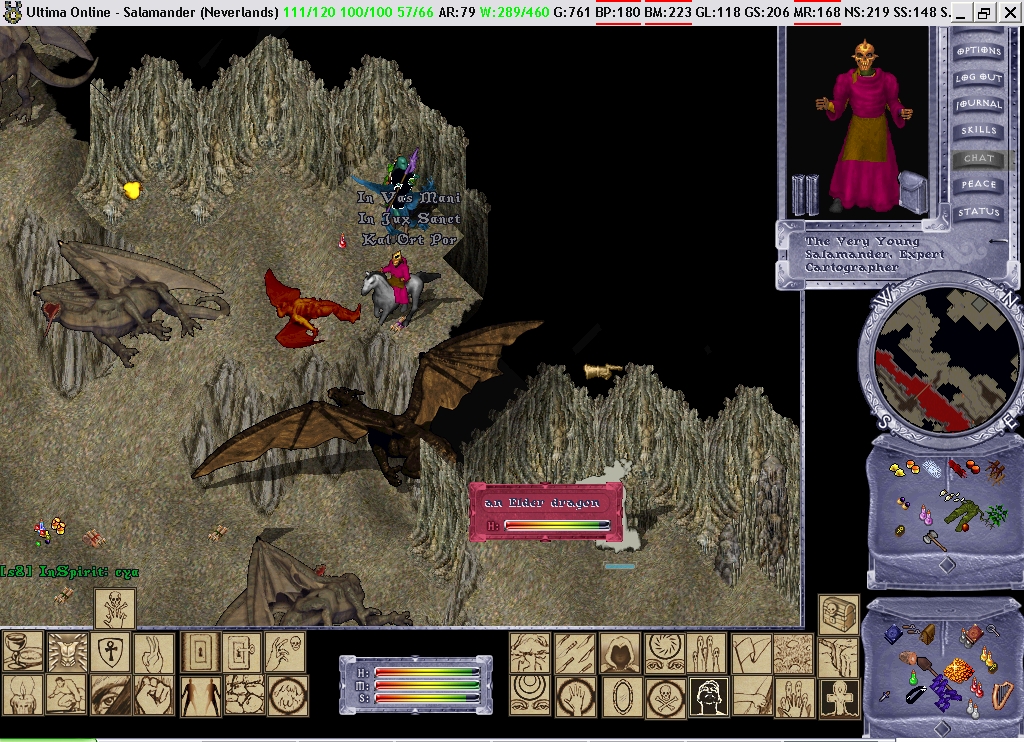 Ultima Online - Salamander (Neverlands) 111/120 100/100 57/66 AR:79 W:289/460 G:761 BP:180 BM:223 GL:118 GS:206 MR:168 NS:219 SS:148 S.
OPTIONS
LOG OUT
JOURNAL
SKILLS
CHAT
PEACE
STATUS
In Vas Mani
In Jux Sanct
Kal Ort Por
The Very Young
Salamander, Expert
Cartographer
W
N
S
E
an Elder dragon
H:
[s8] InSpirit: cya
H:
M:
S: